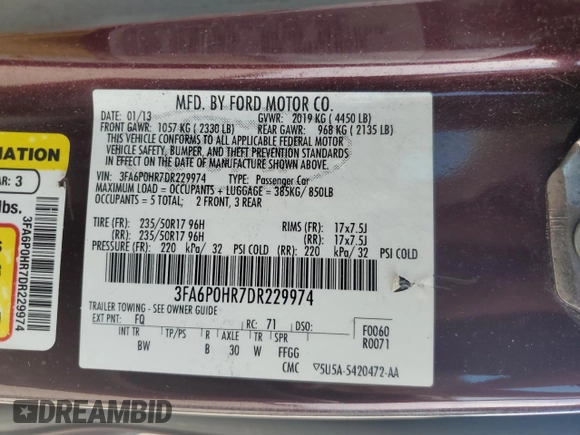 MFD. BY FORD MOTOR CO.
DATE: 01/13 GVWR: 2019 KG ( 4450 LB)
FRONT GAWR: 1057 KG ( 2330 LB) REAR GAWR: 968 KG ( 2135 LB)
THIS VEHICLE CONFORMS TO ALL APPLICABLE FEDERAL MOTOR
VEHICLE SAFETY, BUMPER, AND THEFT PREVENTION STANDARDS
IN EFFECT ON THE DATE OF MANUFACTURE SHOWN ABOVE.
VIN: 3FA6P0HR7DR229974 TYPE: Passenger Car
MAXIMUM LOAD = OCCUPANTS + LUGGAGE = 385KG/850LB
OCCUPANTS = 5 TOTAL; 2 FRONT, 3 REAR
TIRE (FR): 235/50R17 96H RIMS (FR): 17x7.5J
(RR): 235/50R17 96H (RR): 17x7.5J
PRESSURE (FR): 220 kPa/ 32 PSI COLD (RR): 220 kPa/ 32 PSI COLD
3FA6P0HR7DR229974
TRAILER TOWING - SEE OWNER GUIDE
EXT PNT: FQ RC: 71 DSO: F0060
INT TR TP/PS R AXLE TR SPR R0071
BW B 30 W FFGG
CMC ▽5U5A-5420472-AA
MATION
AR: 3
lbs.
3FA6P0HR7DR229974
DREAMBID